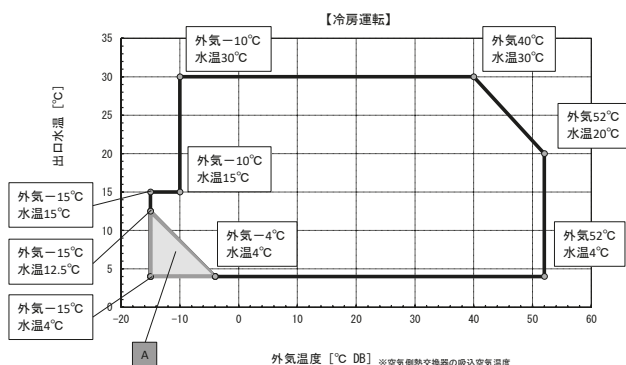 【冷房運転】
35
30
25
20
15
10
5
0
出口水温 [℃]
外気－10℃
水温30℃
外気40℃
水温30℃
外気52℃
水温20℃
外気－10℃
水温15℃
外気－15℃
水温15℃
外気－15℃
水温12.5℃
外気－4℃
水温4℃
外気52℃
水温4℃
外気－15℃
水温4℃
-20 -10 0 10 20 30 40 50 60
A
外気温度 [℃ DB] ※空気側熱交換器の吸込空気温度